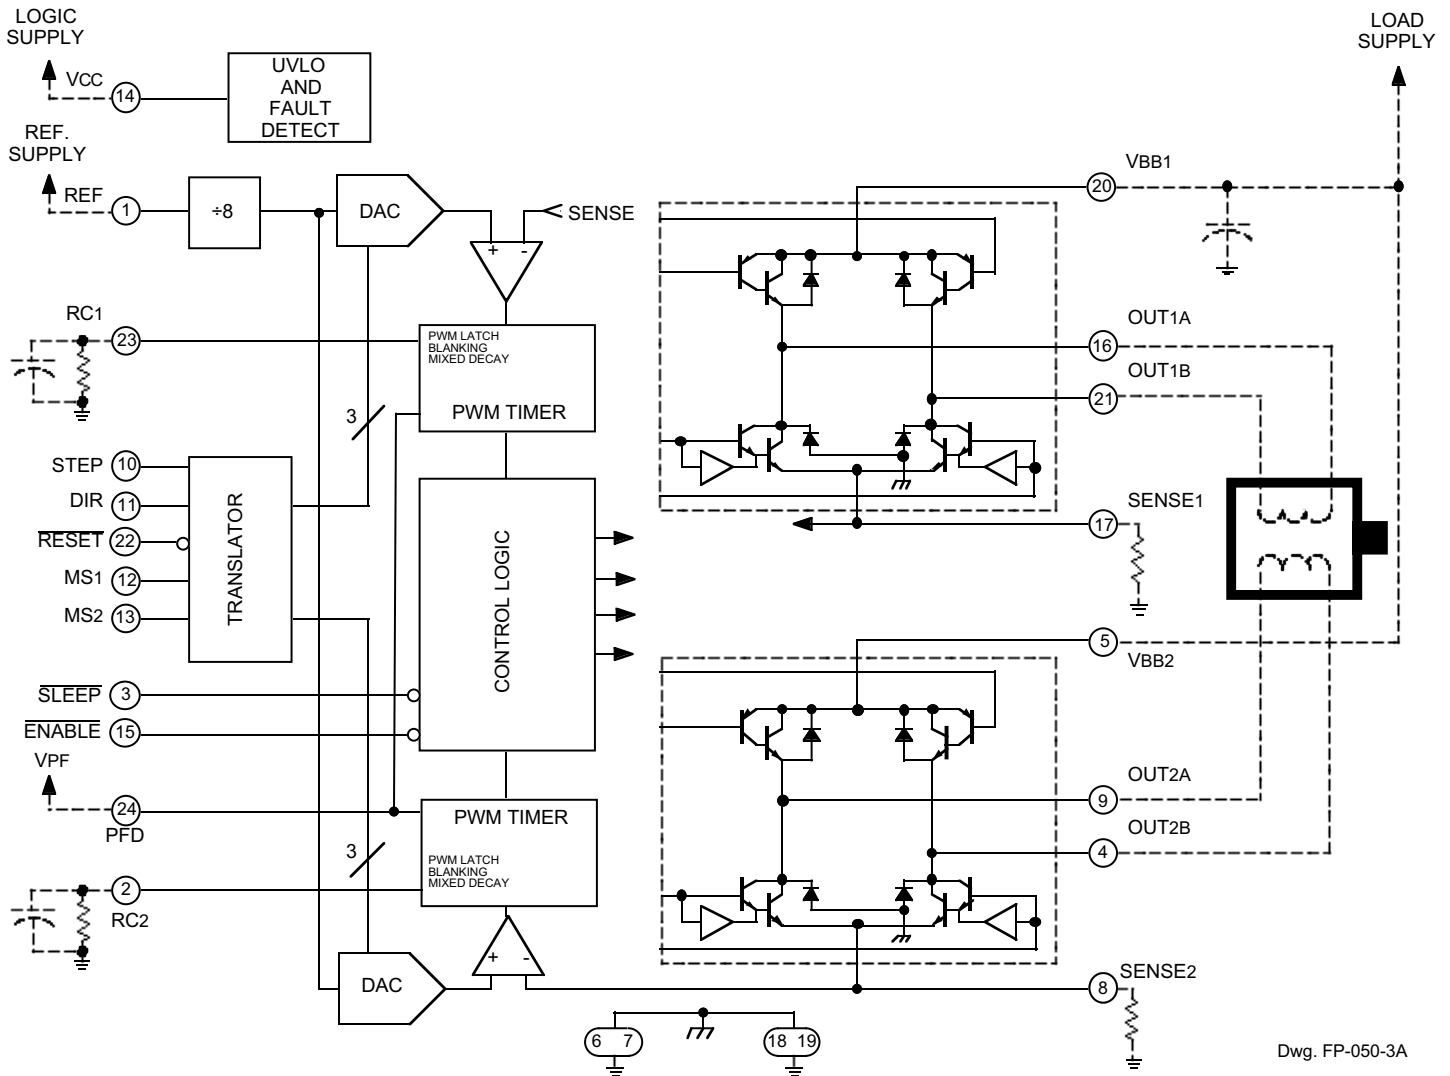 LOGIC
SUPPLY
VCC
14
UVLO
AND
FAULT
DETECT
LOAD
SUPPLY
REF.
SUPPLY
REF
1
÷8
DAC
SENSE
+ -
VBB1
20
RC1
23
PWM LATCH
BLANKING
MIXED DECAY
PWM TIMER
3
OUT1A
16
OUT1B
21
STEP 10
DIR 11
RESET 22
MS1 12
MS2 13
TRANSLATOR
CONTROL LOGIC
SENSE1
17
5
VBB2
SLEEP 3
ENABLE 15
VPF
24
PFD
PWM TIMER
PWM LATCH
BLANKING
MIXED DECAY
3
2
RC2
OUT2A
9
OUT2B
4
+ -
DAC
SENSE2
8
6 7
18 19
Dwg. FP-050-3A